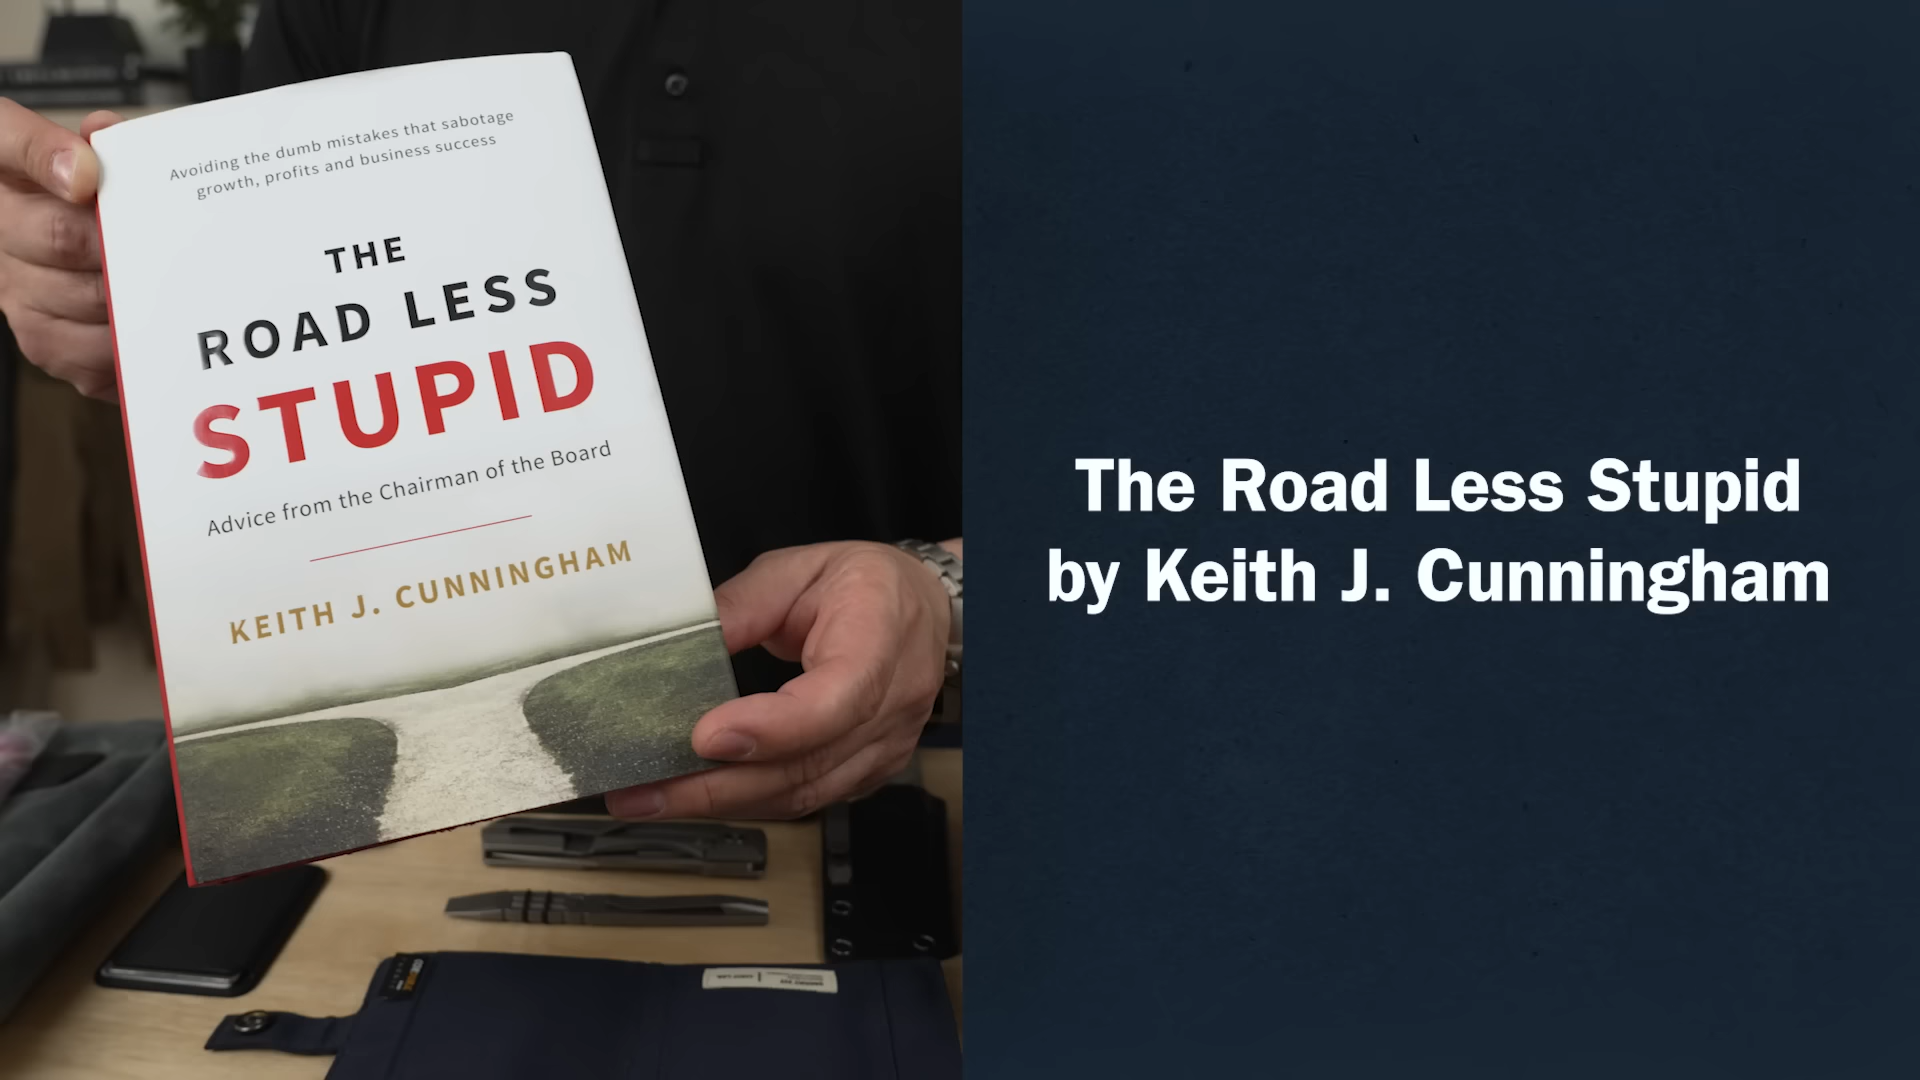 Avoiding the dumb mistakes that sabotage
growth, profits and business success
THE
ROAD LESS
STUPID
Advice from the Chairman of the Board
KEITH J. CUNNINGHAM
The Road Less Stupid
by Keith J. Cunningham